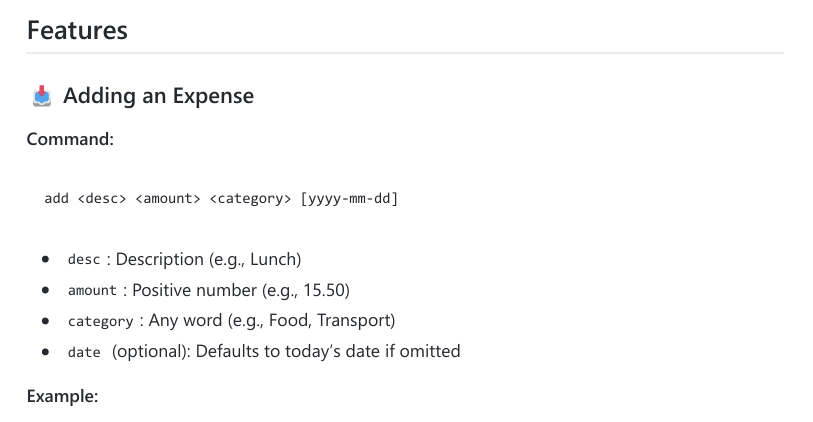 Features
📥 Adding an Expense
Command:
add <desc> <amount> <category> [yyyy-mm-dd]
• desc : Description (e.g., Lunch)
• amount : Positive number (e.g., 15.50)
• category : Any word (e.g., Food, Transport)
• date (optional): Defaults to today’s date if omitted
Example: